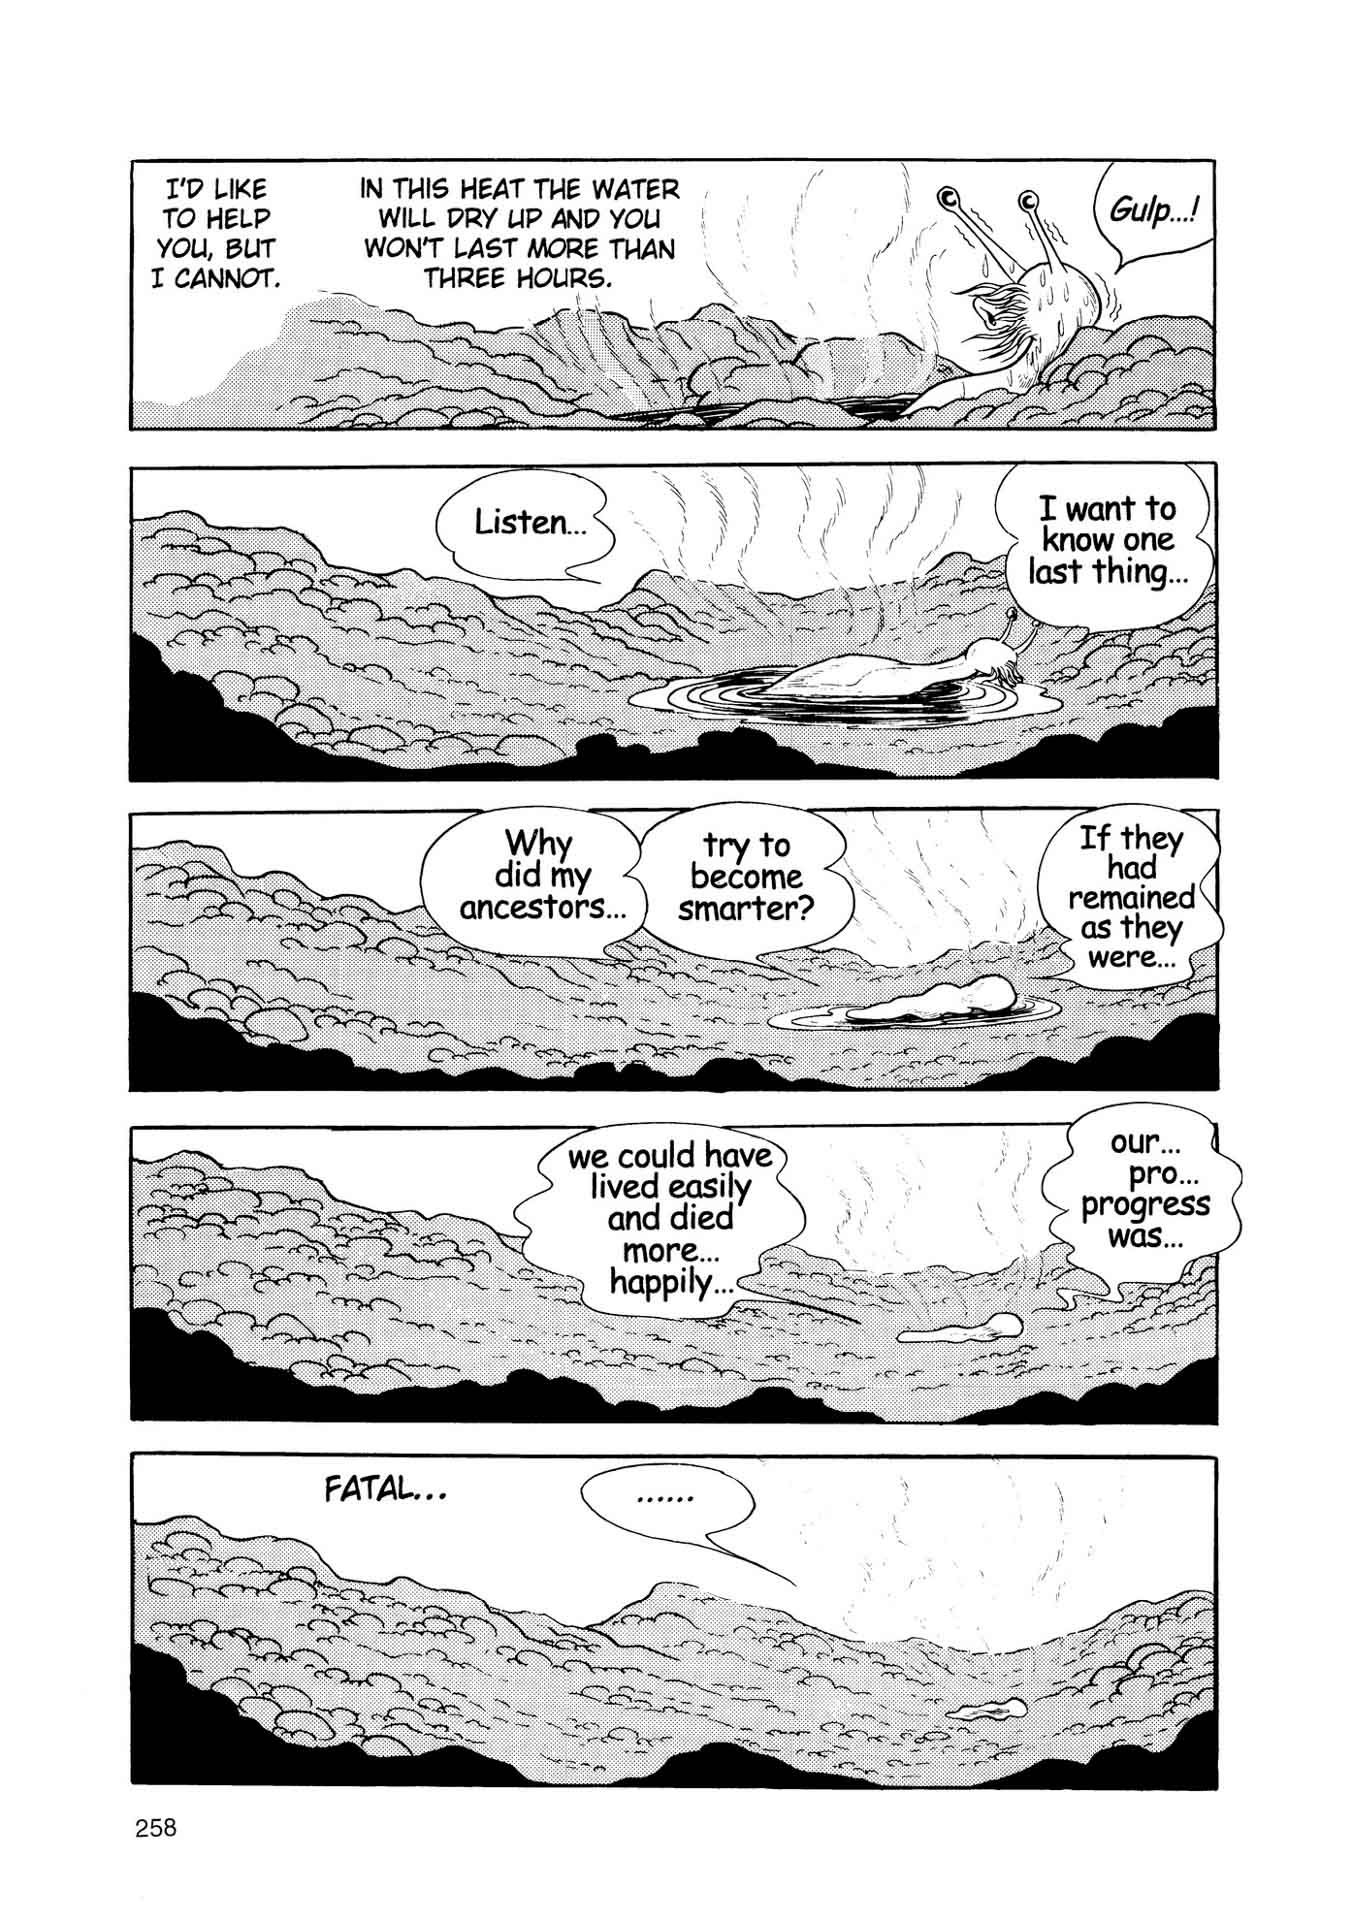 I'D LIKE
TO HELP
YOU, BUT
I CANNOT.
IN THIS HEAT THE WATER
WILL DRY UP AND YOU
WON'T LAST MORE THAN
THREE HOURS.
Gulp...!
Listen...
I want to
know one
last thing...
Why
did my
ancestors...
try to
become
smarter?
If they
had
remained
as they
were...
we could have
lived easily
and died
more...
happily...
our...
pro...
progress
was...
FATAL...
......
258